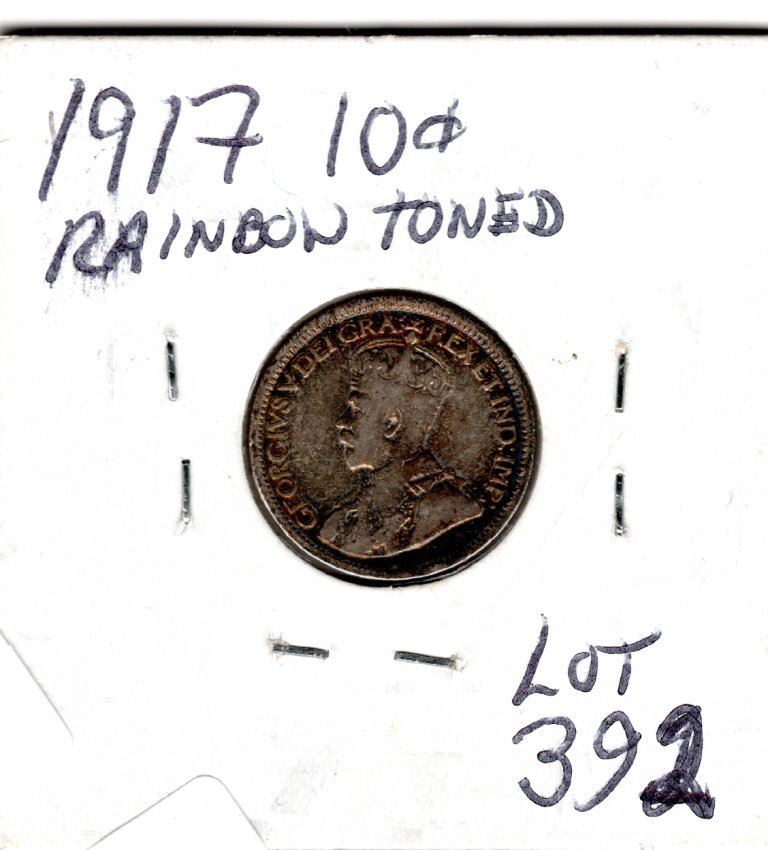 1917 10¢
RAINBOW TONED
GEORGIVS V DEI GRA REX ET IND: IMP:
LOT
392